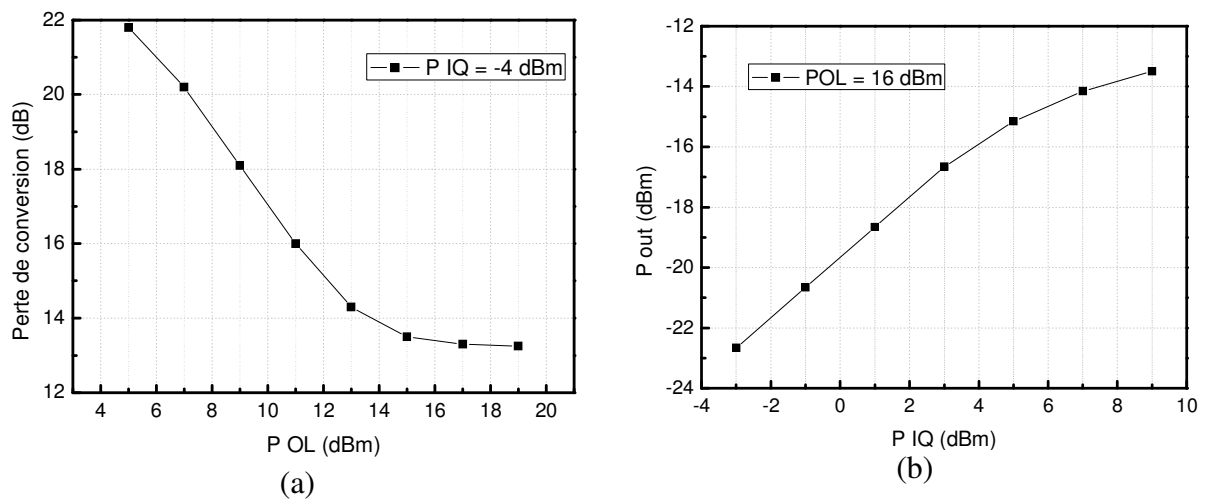 22
20
18
16
14
12
Perte de conversion (dB)
P IQ = -4 dBm
4 6 8 10 12 14 16 18 20
P OL (dBm)
(a)
-12
-14
-16
-18
-20
-22
-24
P out (dBm)
POL = 16 dBm
-4 -2 0 2 4 6 8 10
P IQ (dBm)
(b)